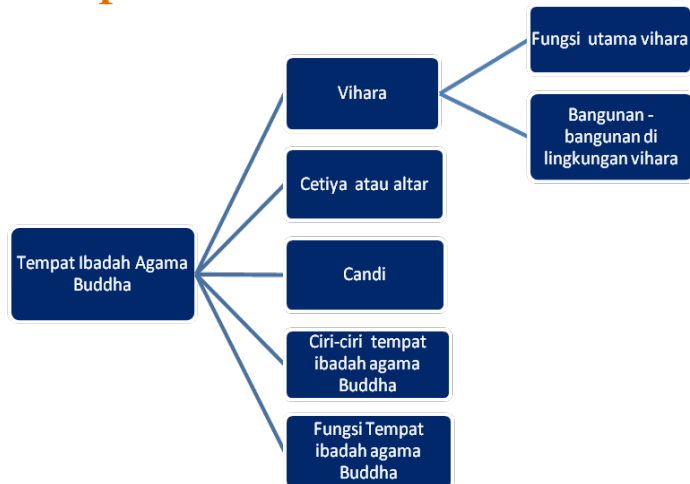 Tempat Ibadah Agama
Buddha
Vihara
Cetiya atau altar
Candi
Ciri-ciri tempat
ibadah agama
Buddha
Fungsi Tempat
ibadah agama
Buddha
Fungsi utama vihara
Bangunan -
bangunan di
lingkungan vihara